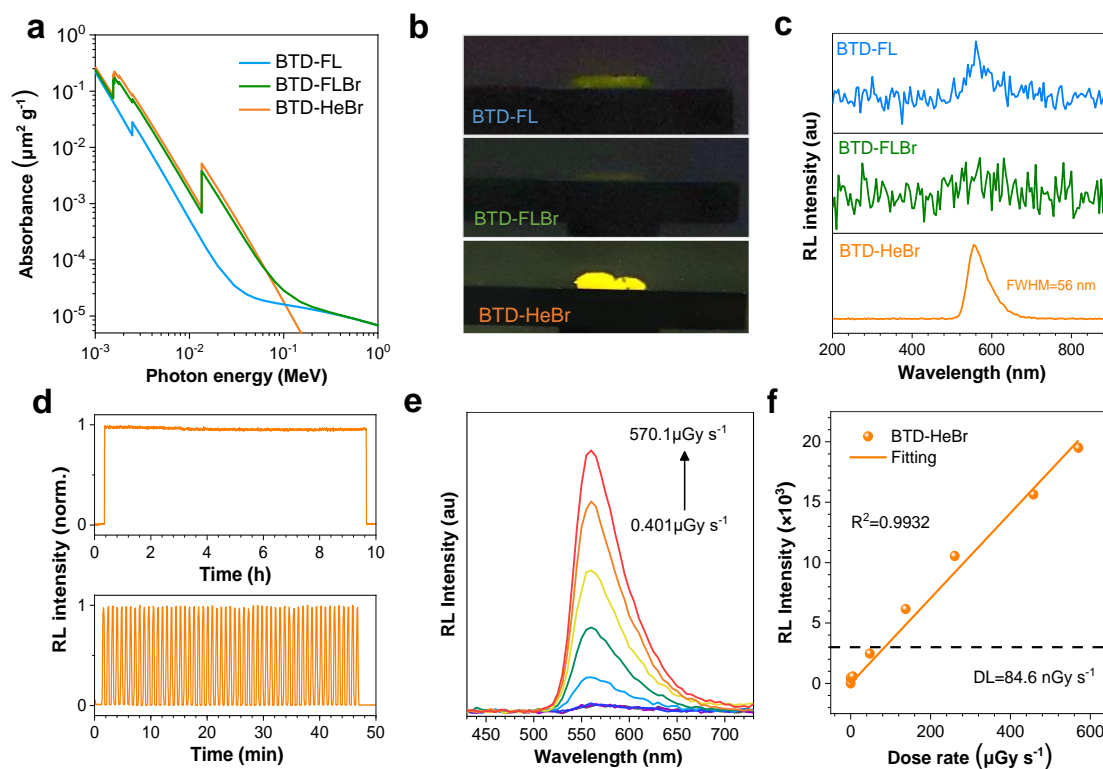 a
10⁰
10⁻¹
10⁻²
10⁻³
10⁻⁴
10⁻⁵
Absorbance (μm² g⁻¹)
BTD-FL
BTD-FLBr
BTD-HeBr
10⁻³
10⁻²
10⁻¹
10⁰
Photon energy (MeV)
b
BTD-FL
BTD-FLBr
BTD-HeBr
c
RL intensity (au)
BTD-FL
BTD-FLBr
BTD-HeBr
FWHM=56 nm
200
400
600
800
Wavelength (nm)
d
RL intensity (norm.)
1
0
0
2
4
6
8
10
Time (h)
1
0
0
10
20
30
40
50
Time (min)
e
RL Intensity (au)
570.1μGy s⁻¹
0.401μGy s⁻¹
450
500
550
600
650
700
Wavelength (nm)
f
RL Intensity (×10³)
20
15
10
5
0
BTD-HeBr
Fitting
R²=0.9932
DL=84.6 nGy s⁻¹
0
200
400
600
Dose rate (μGy s⁻¹)